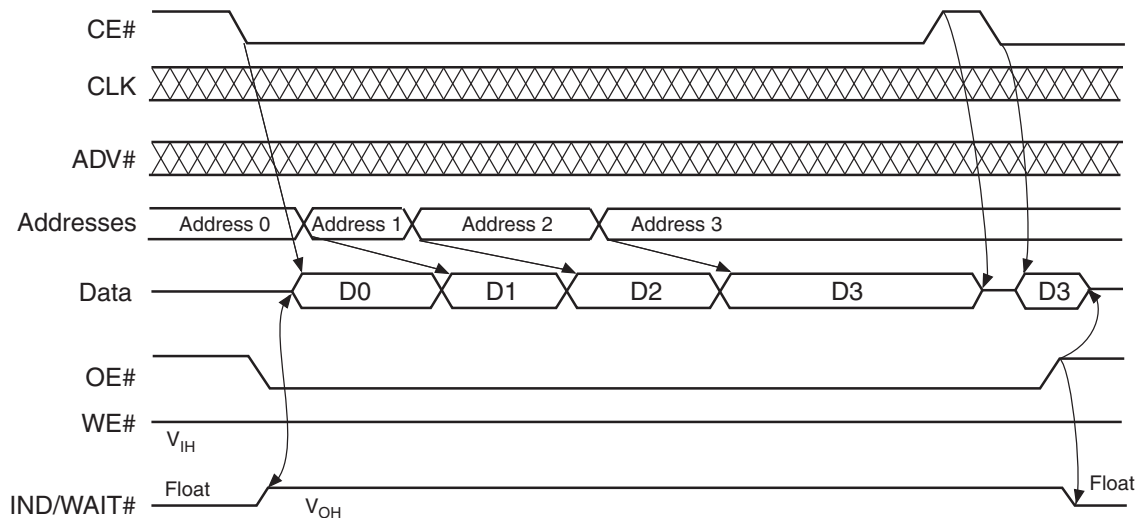 CE#
CLK
ADV#
Addresses Address 0 Address 1 Address 2 Address 3
Data D0 D1 D2 D3 D3
OE#
WE#
VIH
IND/WAIT# Float VOH Float